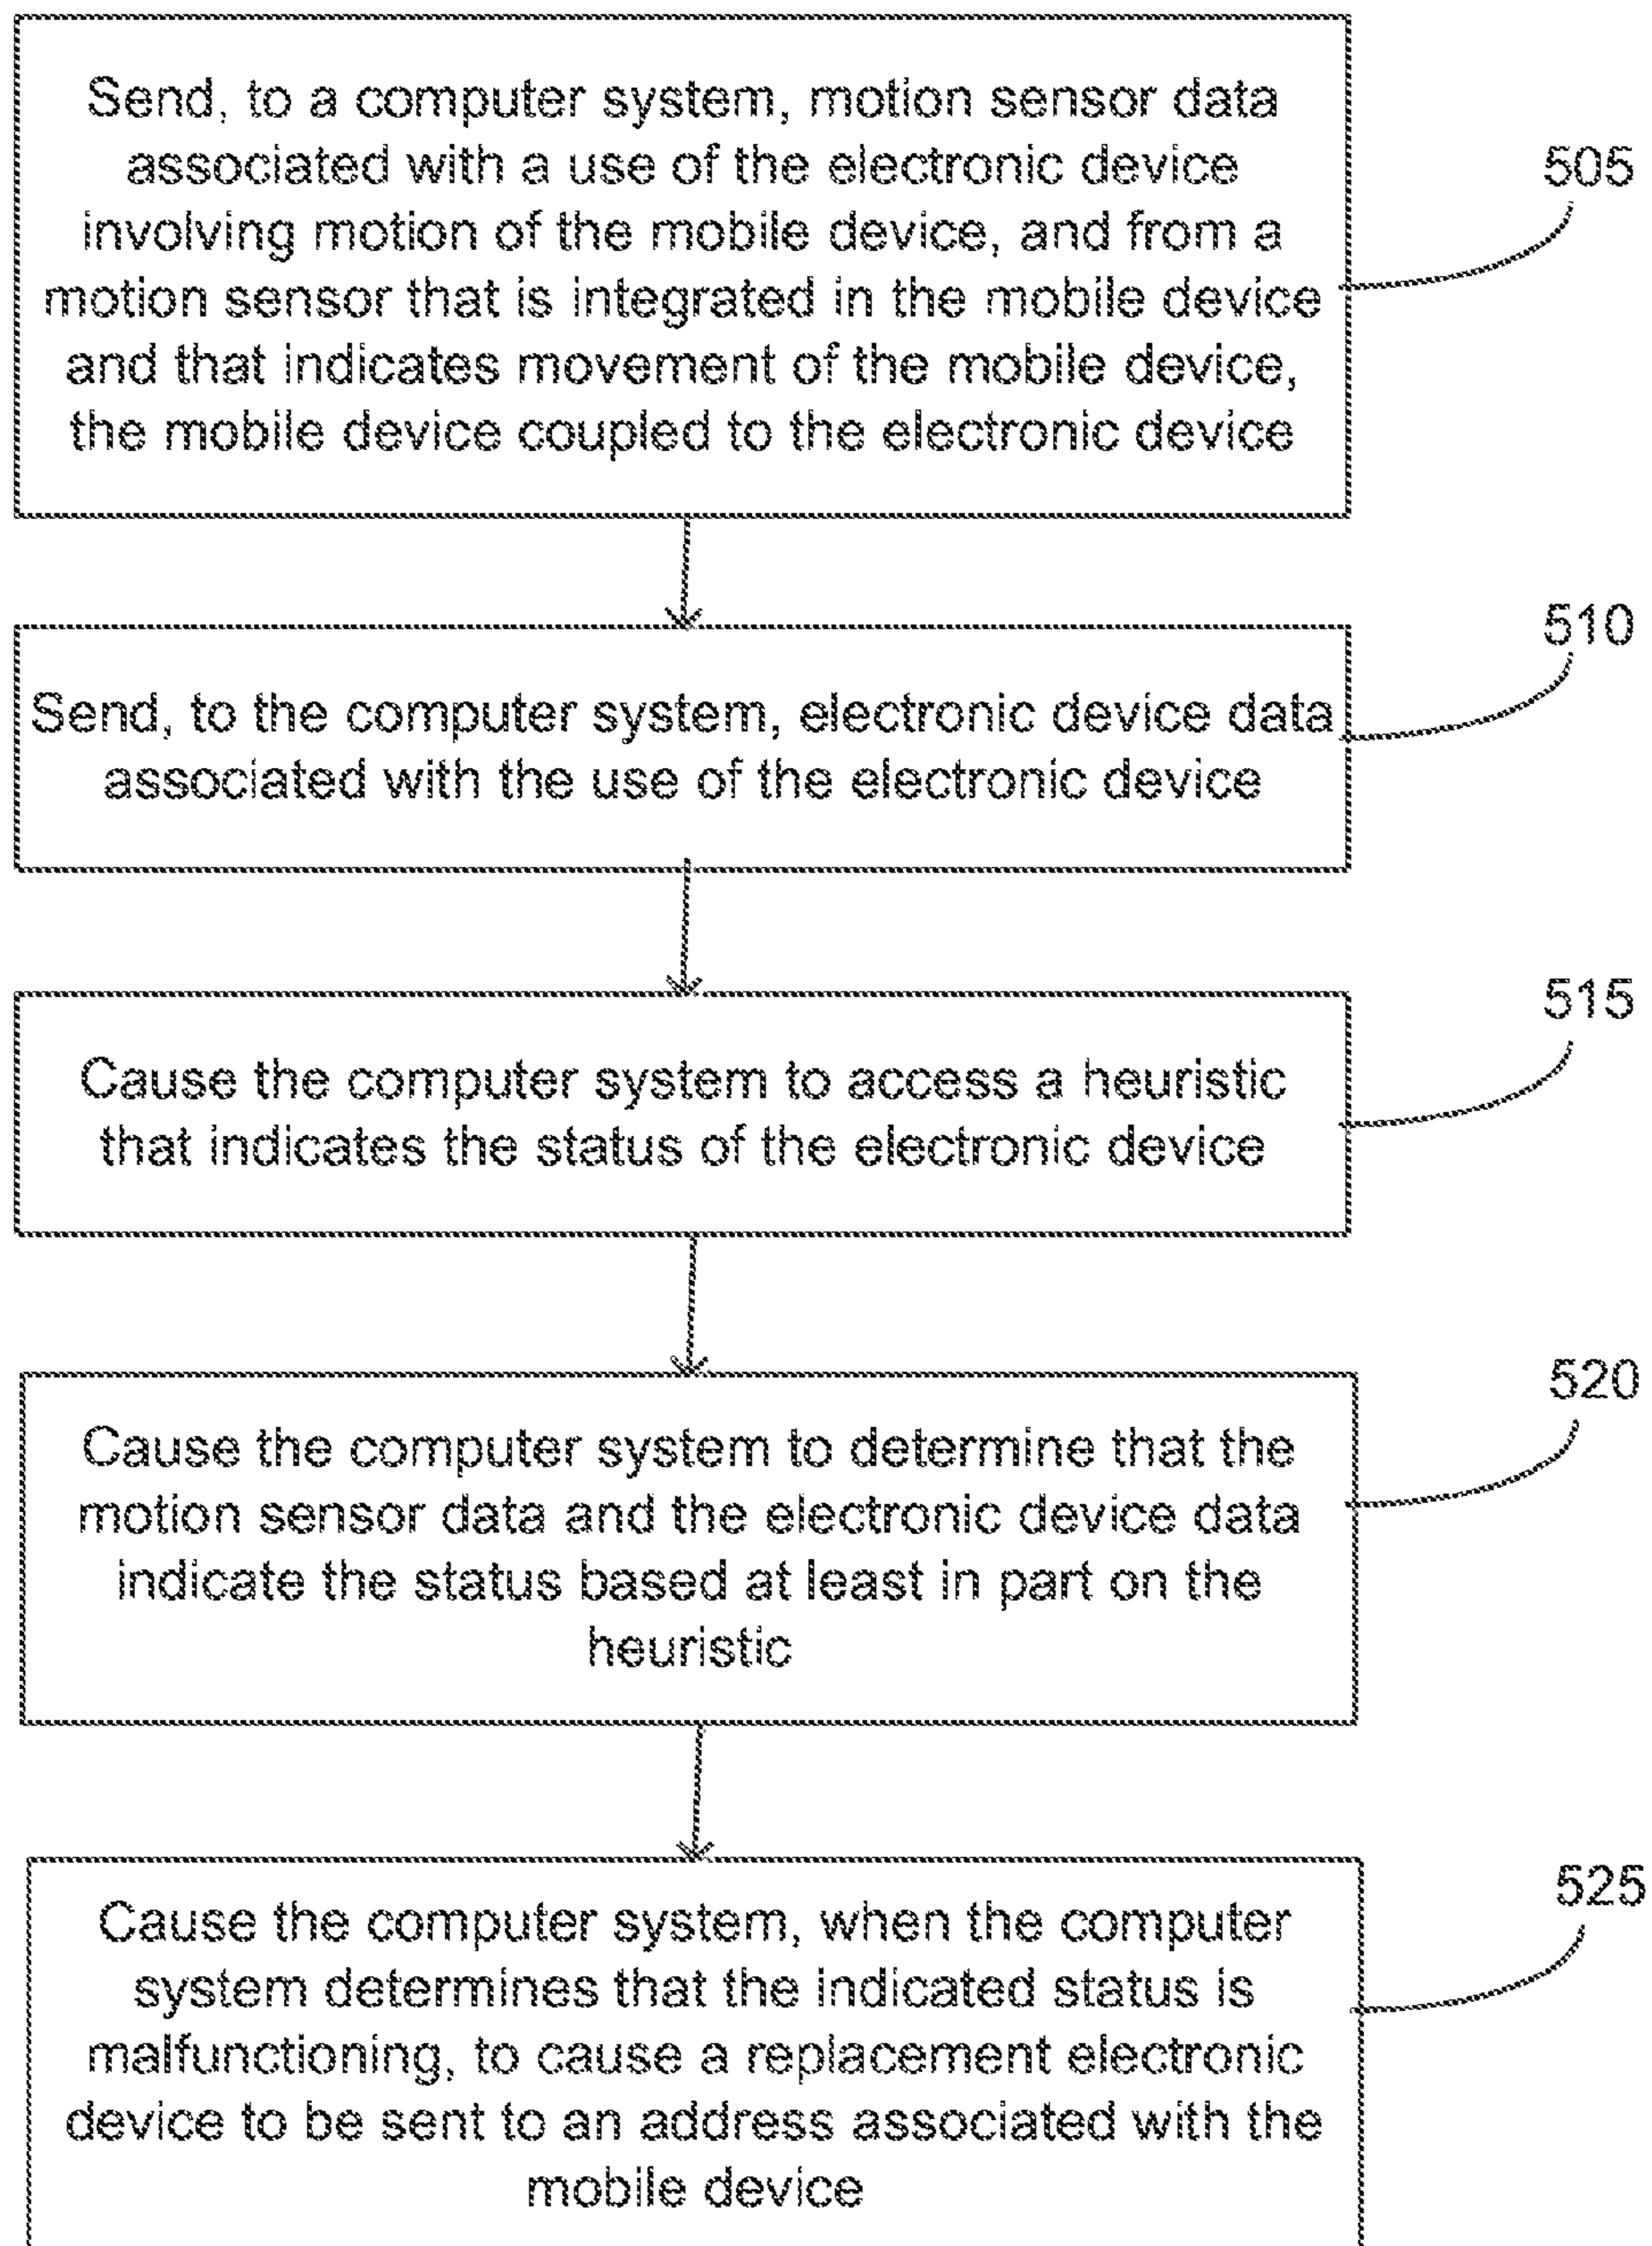 Send, to a computer system, motion sensor data
associated with a use of the electronic device
involving motion of the mobile device, and from a
motion sensor that is integrated in the mobile device
and that indicates movement of the mobile device,
the mobile device coupled to the electronic device
505
Send, to the computer system, electronic device data
associated with the use of the electronic device
510
Cause the computer system to access a heuristic
that indicates the status of the electronic device
515
Cause the computer system to determine that the
motion sensor data and the electronic device data
indicate the status based at least in part on the
heuristic
520
Cause the computer system, when the computer
system determines that the indicated status is
malfunctioning, to cause a replacement electronic
device to be sent to an address associated with the
mobile device
525